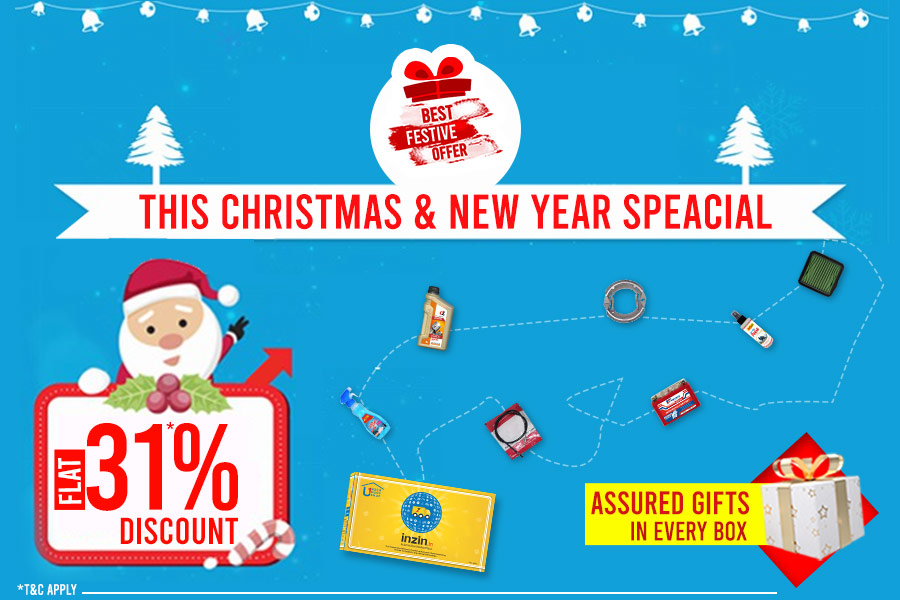 BEST
FESTIVE
OFFER
THIS CHRISTMAS & NEW YEAR SPEACIAL
FLAT 31*%
DISCOUNT
inzin
ASSURED GIFTS
IN EVERY BOX
*T&C APPLY